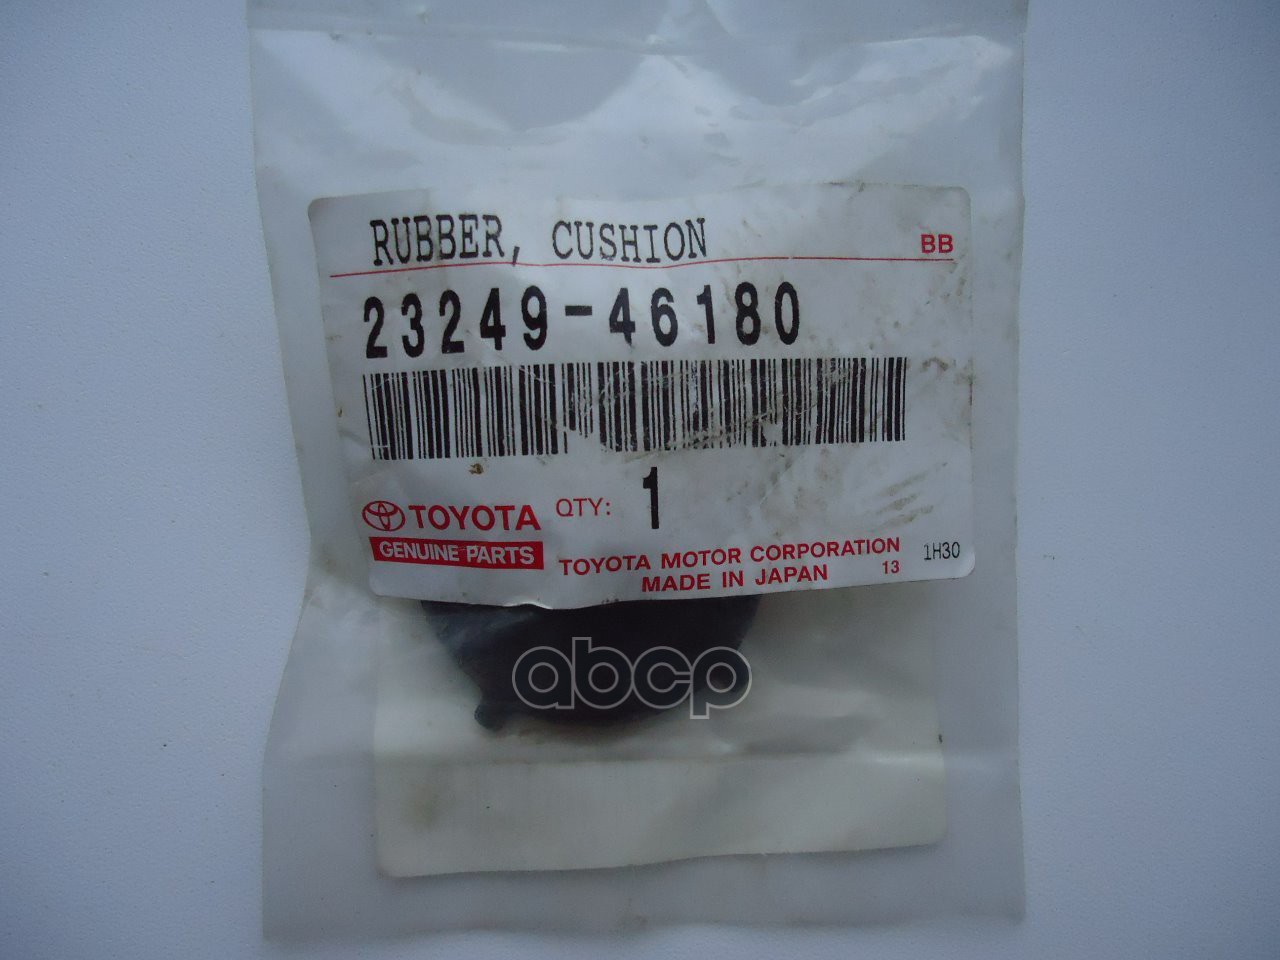 RUBBER, CUSHION BB
23249-46180
TOYOTA QTY: 1
GENUINE PARTS
TOYOTA MOTOR CORPORATION 1H30
MADE IN JAPAN 13
abcp